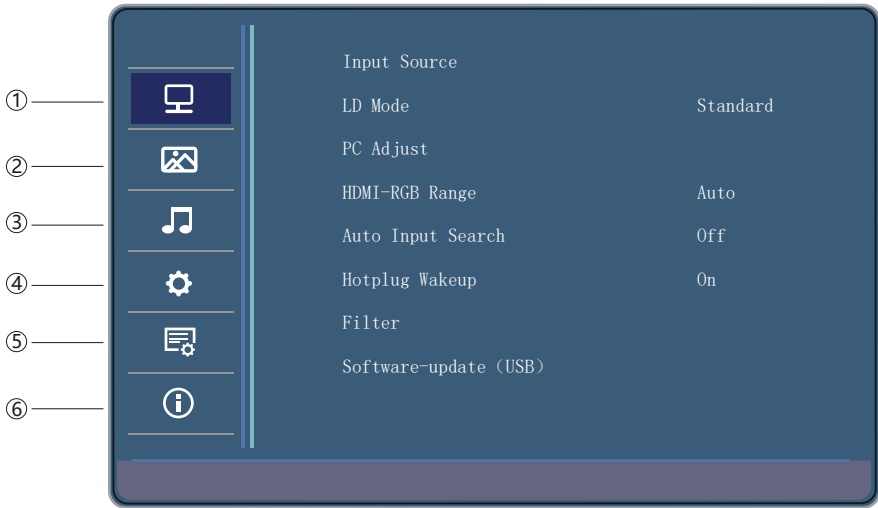 ①
②
③
④
⑤
⑥
Input Source
LD Mode Standard
PC Adjust
HDMI-RGB Range Auto
Auto Input Search Off
Hotplug Wakeup On
Filter
Software-update（USB）